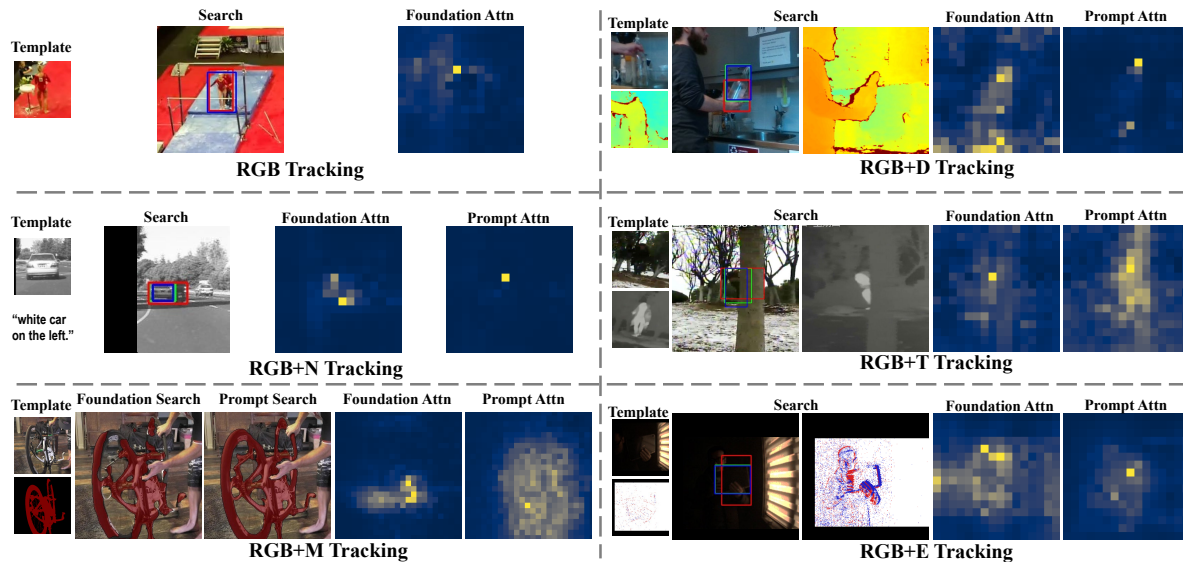 Template
Search
Foundation Attn
RGB Tracking
Template
Search
Foundation Attn
Prompt Attn
RGB+D Tracking
Template
Search
Foundation Attn
Prompt Attn
“white car
on the left.”
RGB+N Tracking
Template
Search
Foundation Attn
Prompt Attn
RGB+T Tracking
Template
Foundation Search
Prompt Search
Foundation Attn
Prompt Attn
RGB+M Tracking
Template
Search
Foundation Attn
Prompt Attn
RGB+E Tracking